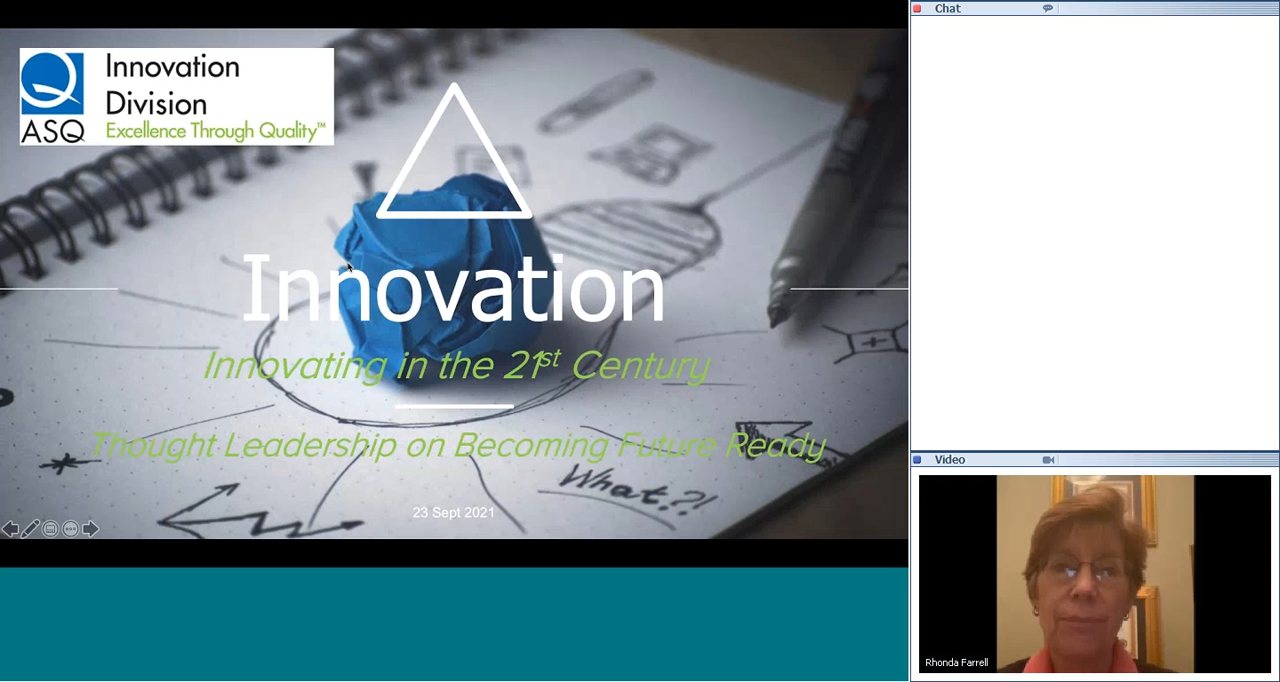 Innovation
Division
ASQ
Excellence Through Quality™
Innovation
Innovating in the 21st Century
Thought Leadership on Becoming Future Ready
What?!
23 Sept 2021
Chat
Video
Rhonda Farrell